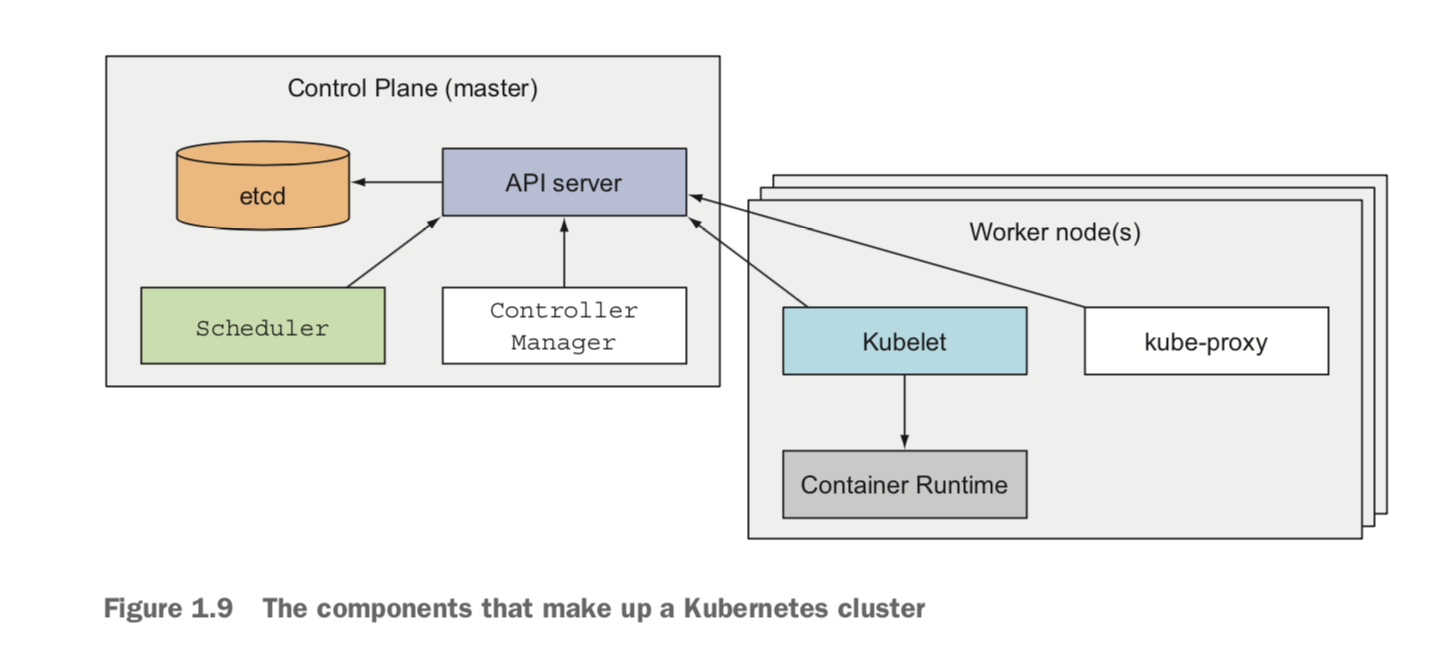 Control Plane (master)
etcd
API server
Scheduler
Controller
Manager
Worker node(s)
Kubelet
kube-proxy
Container Runtime
Figure 1.9 The components that make up a Kubernetes cluster